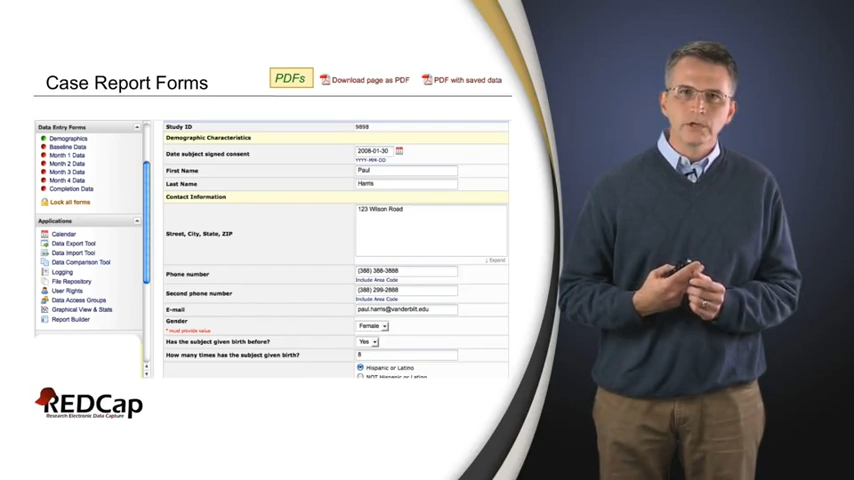 Case Report Forms
PDFs
Download page as PDF
PDF with saved data
Data Entry Forms
Demographics
Baseline Data
Month 1 Data
Month 2 Data
Month 3 Data
Month 4 Data
Completion Data
Lock all forms
Applications
Calendar
Data Export Tool
Data Import Tool
Data Comparison Tool
Logging
File Repository
User Rights
Data Access Groups
Graphical View & Stats
Report Builder
Study ID 9898
Demographic Characteristics
Date subject signed consent 2008-01-30
YYYY-MM-DD
First Name Paul
Last Name Harris
Contact Information
Street, City, State, ZIP 123 Wilson Road
Expand
Phone number (388) 388-3888
Include Area Code
Second phone number (388) 299-2888
Include Area Code
E-mail paul.harris@vanderbilt.edu
Gender Female
* must provide value
Has the subject given birth before? Yes
How many times has the subject given birth? 8
Hispanic or Latino
NOT Hispanic or Latino
REDCap
Research Electronic Data Capture